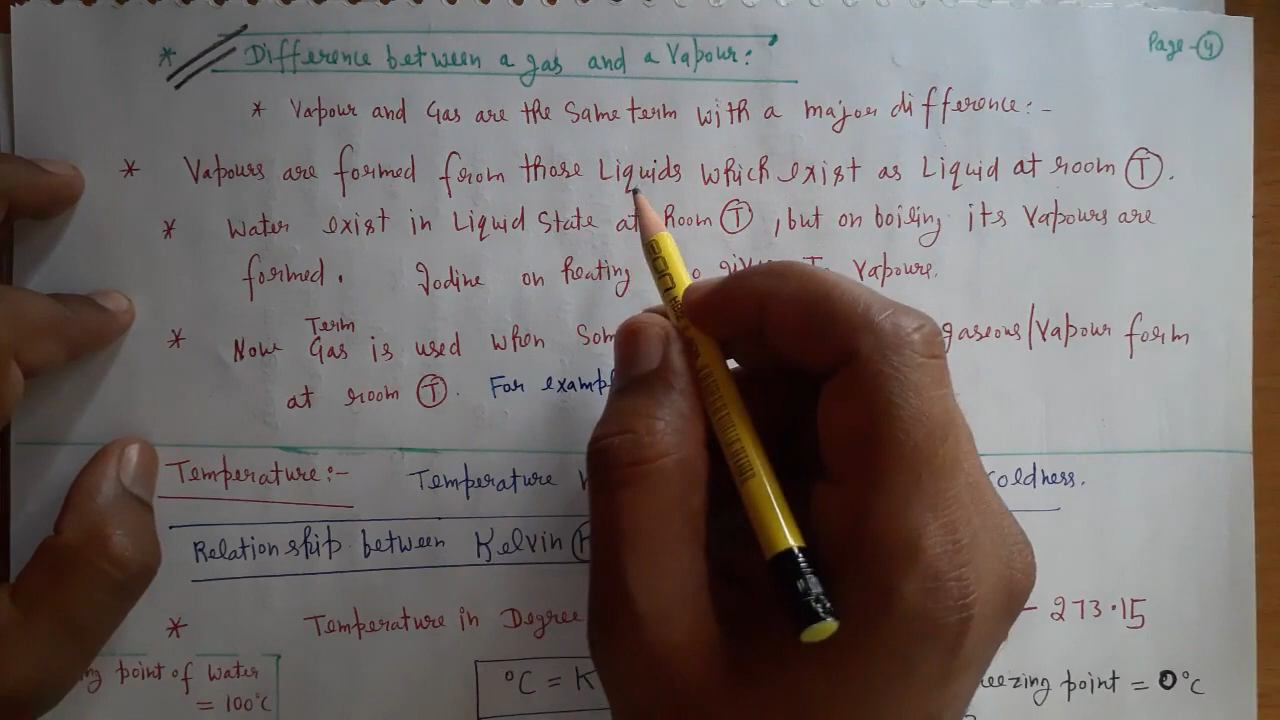 * Difference between a gas and a Vapour:
Page-4
* Vapour and Gas are the Same term with a major difference:-
* Vapours are formed from those Liquids which exist as Liquid at room T.
* Water exist in Liquid State at Room T, but on boiling its Vapours are
formed. Iodine on heating Vapours.
Term
* Now Gas is used when gaseous/Vapour form
at room T. For
Temperature:- Temperature
Relationship between Kelvin
* Temperature in Degree - 273.15
point of water
= 100°C
°C = K
point = 0°C